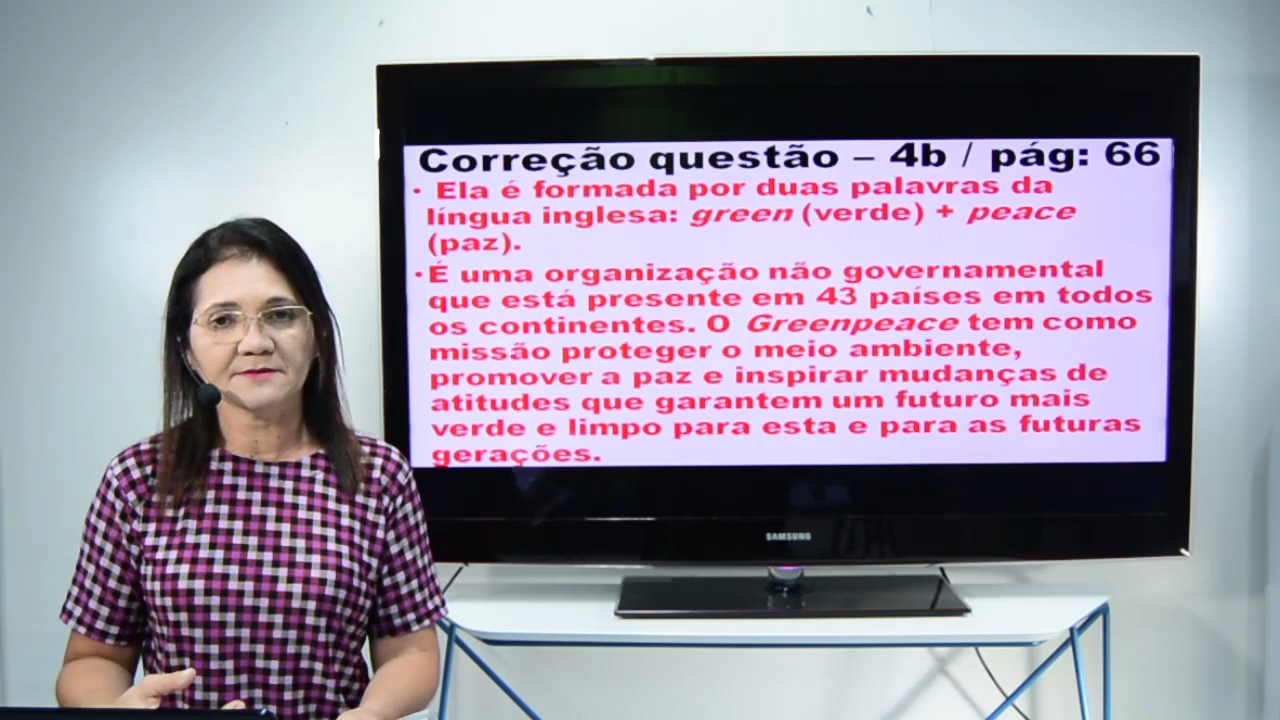 Correção questão – 4b / pág: 66
• Ela é formada por duas palavras da
língua inglesa: green (verde) + peace
(paz).
• É uma organização não governamental
que está presente em 43 países em todos
os continentes. O Greenpeace tem como
missão proteger o meio ambiente,
promover a paz e inspirar mudanças de
atitudes que garantem um futuro mais
verde e limpo para esta e para as futuras
gerações.
SAMSUNG